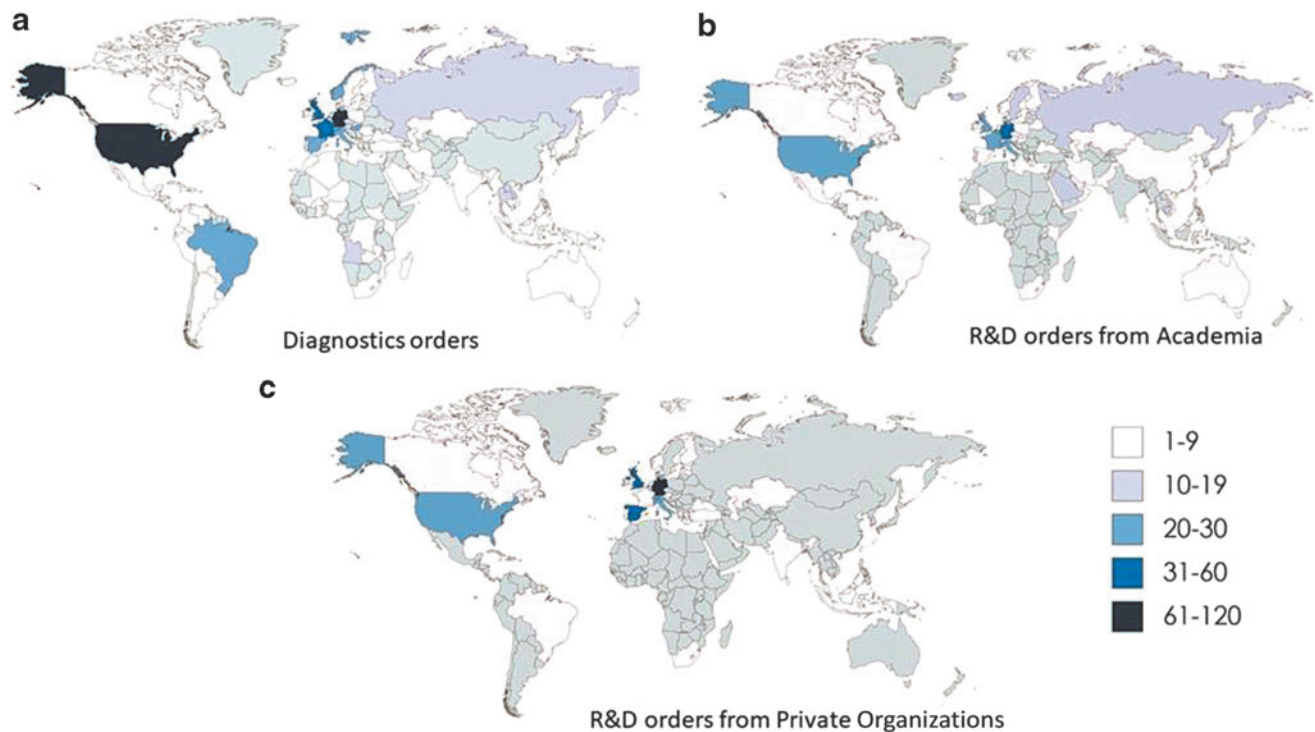 a
b
Diagnostics orders
R&D orders from Academia
c
1-9
10-19
20-30
31-60
61-120
R&D orders from Private Organizations